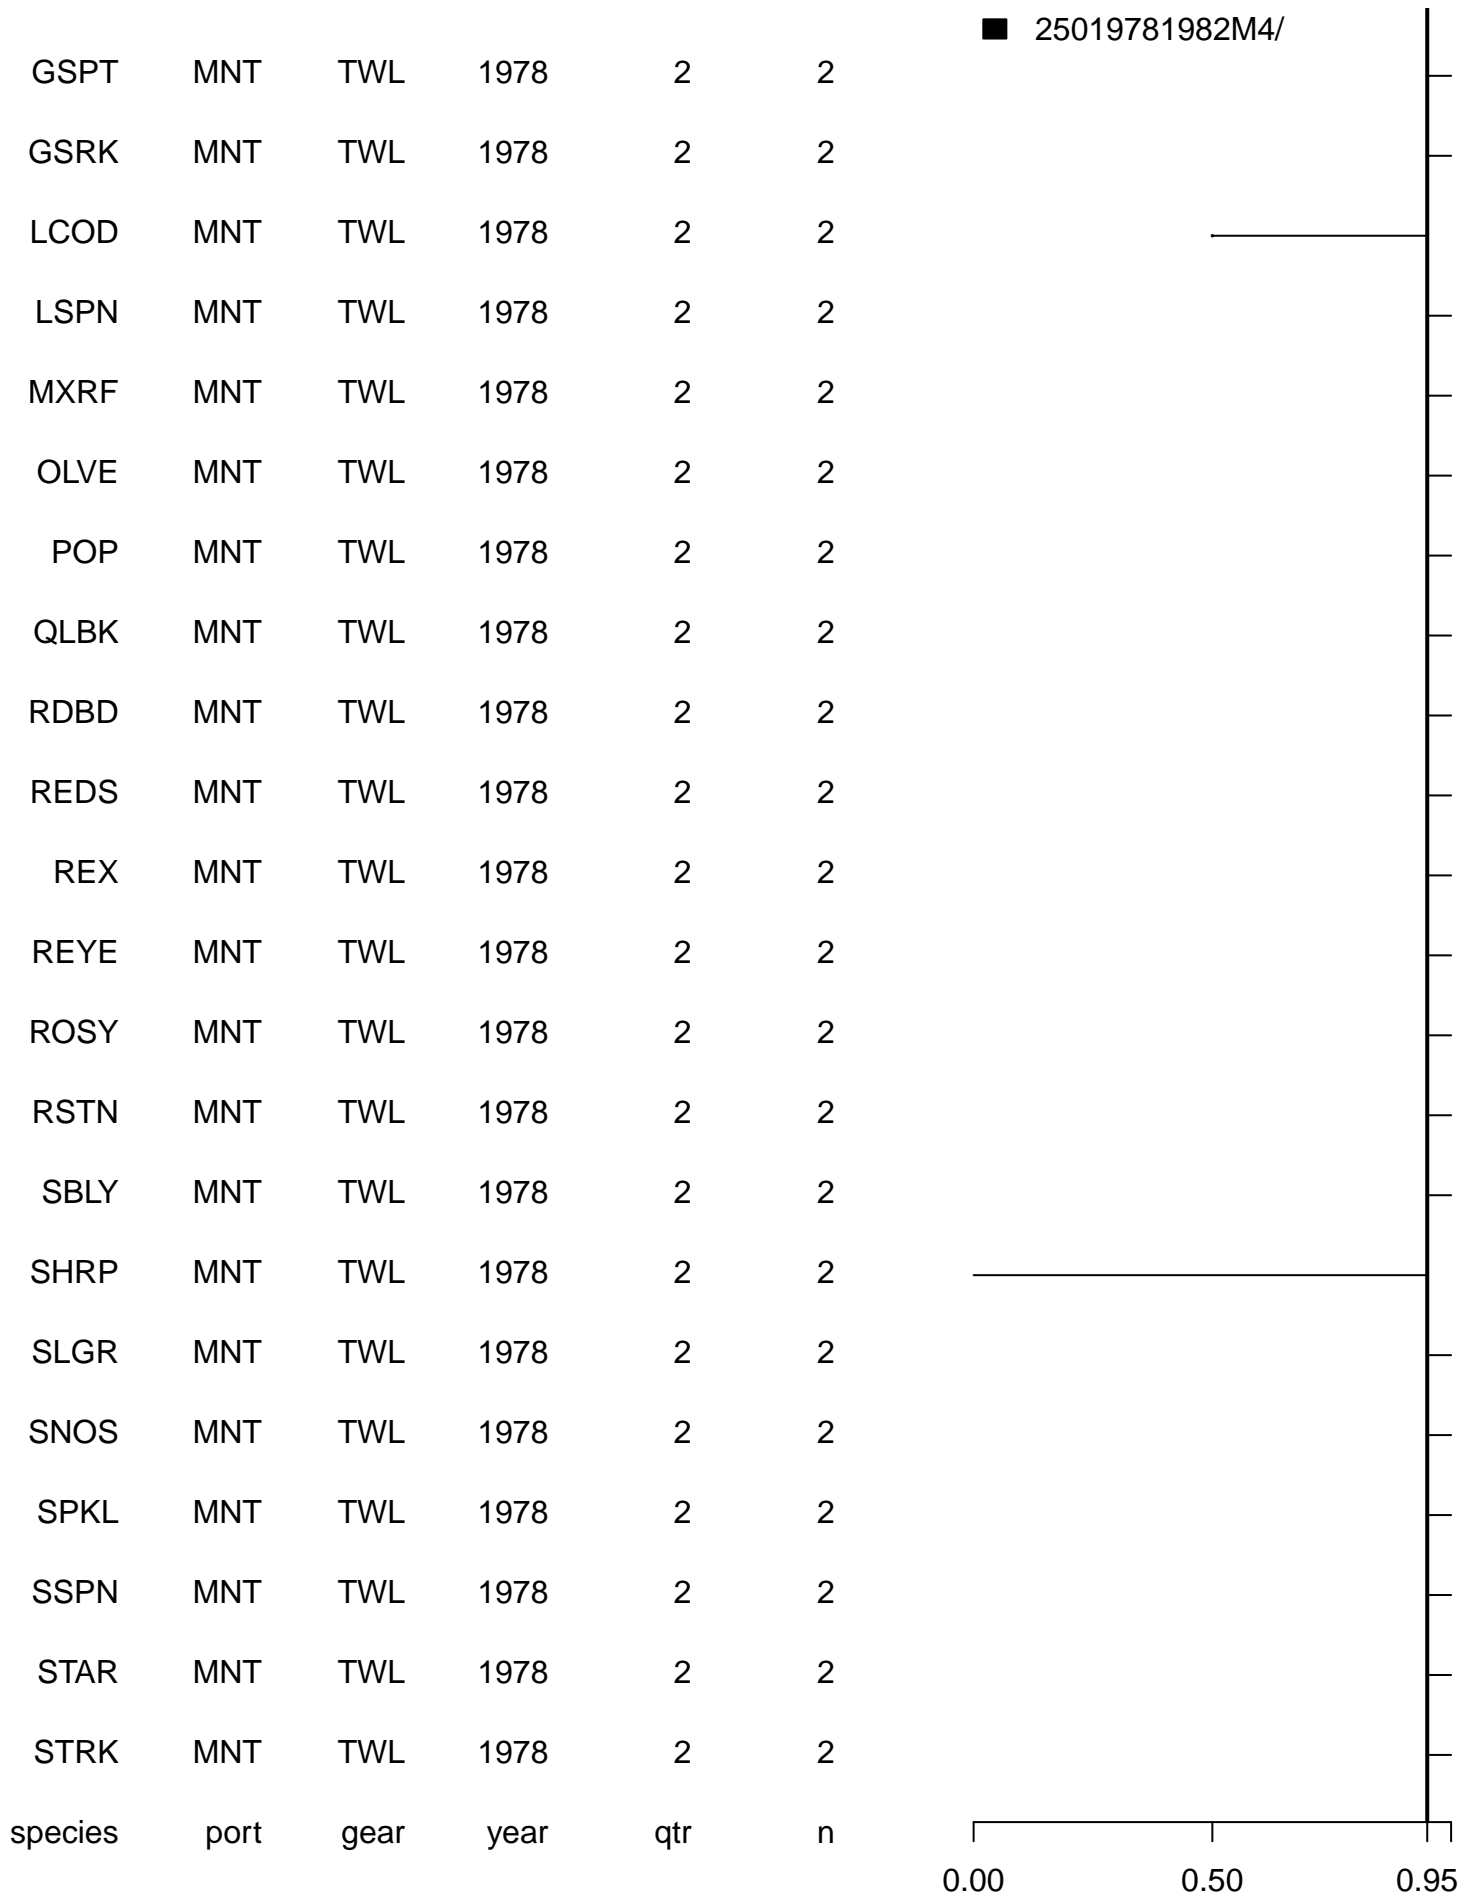 25019781982M4/
GSPT MNT TWL 1978 2 2
GSRK MNT TWL 1978 2 2
LCOD MNT TWL 1978 2 2
LSPN MNT TWL 1978 2 2
MXRF MNT TWL 1978 2 2
OLVE MNT TWL 1978 2 2
POP MNT TWL 1978 2 2
QLBK MNT TWL 1978 2 2
RDBD MNT TWL 1978 2 2
REDS MNT TWL 1978 2 2
REX MNT TWL 1978 2 2
REYE MNT TWL 1978 2 2
ROSY MNT TWL 1978 2 2
RSTN MNT TWL 1978 2 2
SBLY MNT TWL 1978 2 2
SHRP MNT TWL 1978 2 2
SLGR MNT TWL 1978 2 2
SNOS MNT TWL 1978 2 2
SPKL MNT TWL 1978 2 2
SSPN MNT TWL 1978 2 2
STAR MNT TWL 1978 2 2
STRK MNT TWL 1978 2 2
species port gear year qtr n
0.00 0.50 0.95